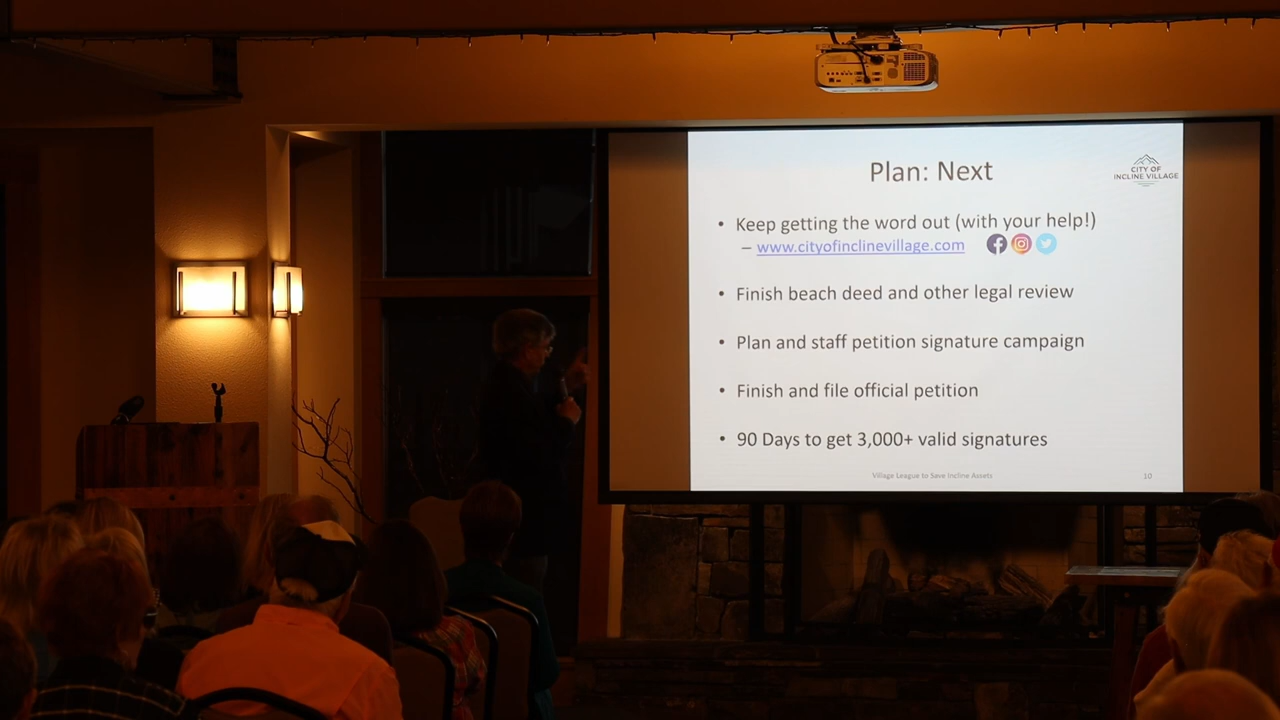 Plan: Next
CITY OF
INCLINE VILLAGE
• Keep getting the word out (with your help!)
– www.cityofinclinevillage.com
• Finish beach deed and other legal review
• Plan and staff petition signature campaign
• Finish and file official petition
• 90 Days to get 3,000+ valid signatures
Village League to Save Incline Assets
10